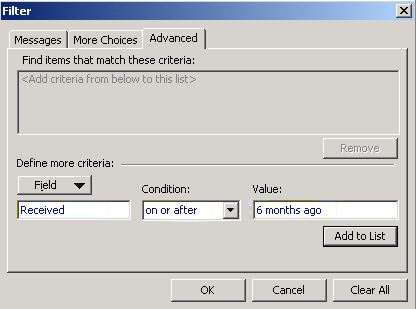 Filter
Messages More Choices Advanced
Find items that match these criteria:
<Add criteria from below to this list>
Remove
Define more criteria:
Field Condition: Value:
Received on or after 6 months ago
Add to List
OK Cancel Clear All